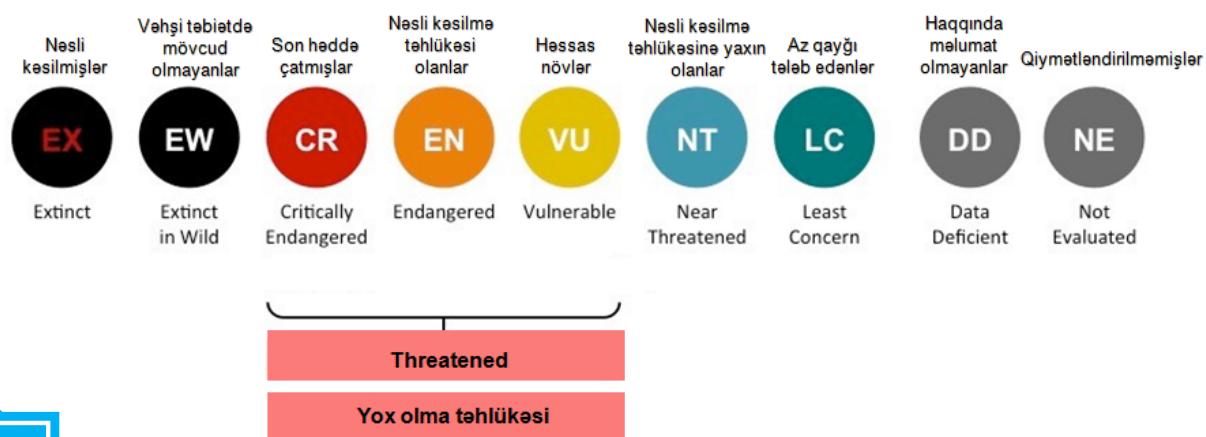 Nəsli
kəsilmişlər
Vəhşi təbiətdə
mövcud
olmayanlar
Son həddə
çatmışlar
Nəsli kəsilmə
təhlükəsi
olanlar
Həssas
növlər
Nəsli kəsilmə
təhlükəsinə yaxın
olanlar
Az qayğı
tələb edənlər
Haqqında
məlumat
olmayanlar
Qiymətləndirilməmişlər
EX
EW
CR
EN
VU
NT
LC
DD
NE
Extinct
Extinct
in Wild
Critically
Endangered
Endangered
Vulnerable
Near
Threatened
Least
Concern
Data
Deficient
Not
Evaluated
Threatened
Yox olma təhlükəsi